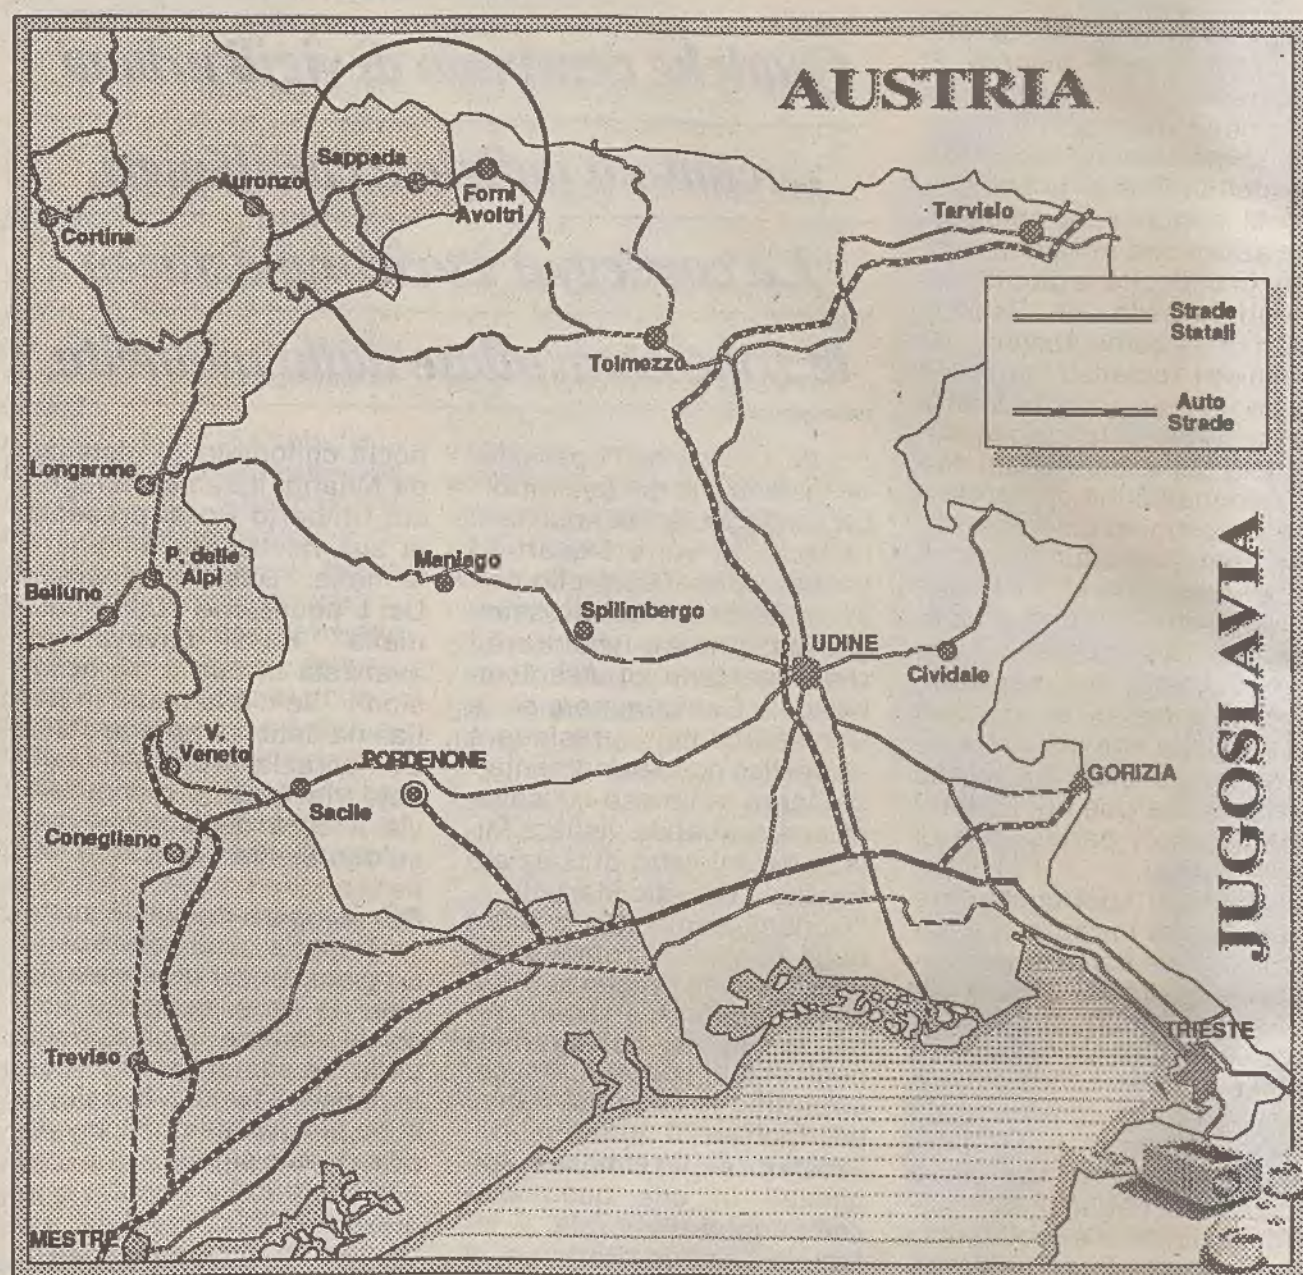 AUSTRIA
Sappada
Forni
Avoltri
Auronzo
Cortina
Tarvisio
Strade
Statali
Auto
Strade
Tolmezzo
Longarone
JUGOSLAVIA
P. delle
Alpi
Belluno
Maniago
Spilimbergo
UDINE
Cividale
V.
Veneto
PORDENONE
Sacile
GORIZIA
Conegliano
Treviso
TRIESTE
MESTRE